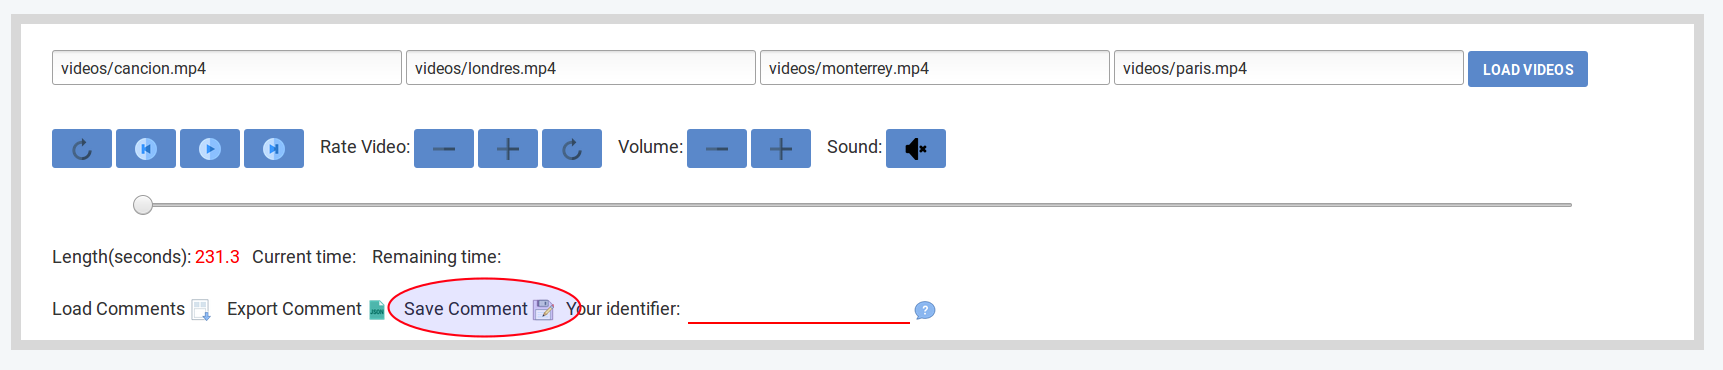 videos/cancion.mp4 videos/londres.mp4 videos/monterrey.mp4 videos/paris.mp4 LOAD VIDEOS
Rate Video: Volume: Sound:
Length(seconds): 231.3 Current time: Remaining time:
Load Comments Export Comment JSON Save Comment Your identifier: ?